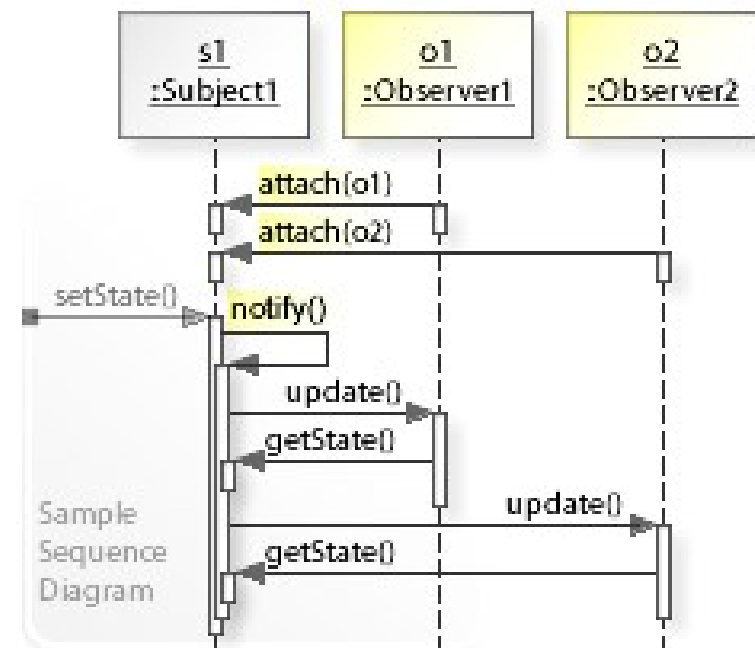 s1
:Subject1
o1
:Observer1
o2
:Observer2
attach(o1)
attach(o2)
setState()
notify()
update()
getState()
update()
getState()
Sample
Sequence
Diagram